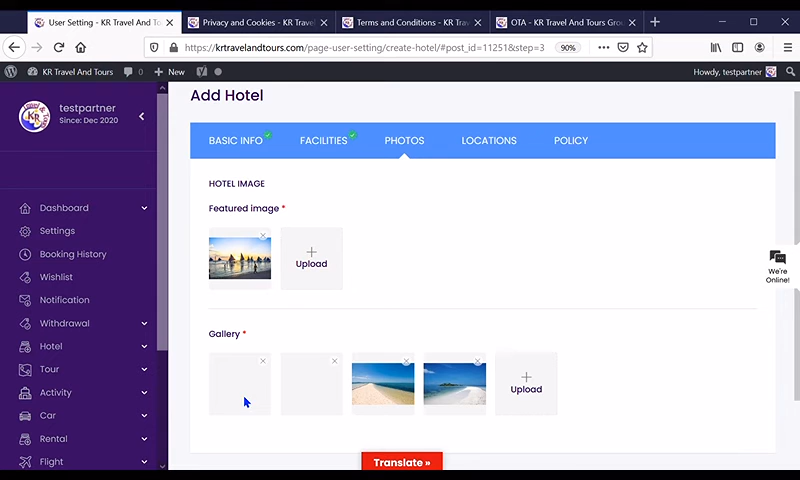 User Setting - KR Travel And To
Privacy and Cookies - KR Travel
Terms and Conditions - KR Trav
OTA - KR Travel And Tours Grou
https://krtravelandtours.com/page-user-setting/create-hotel/#post_id=11251&step=3
90%
KR Travel And Tours
0
New
Howdy, testpartner
testpartner
Since: Dec 2020
Add Hotel
BASIC INFO
FACILITIES
PHOTOS
LOCATIONS
POLICY
Dashboard
Settings
Booking History
Wishlist
Notification
Withdrawal
Hotel
Tour
Activity
Car
Rental
Flight
HOTEL IMAGE
Featured image *
Upload
Gallery *
Upload
We're
Online!
Translate »